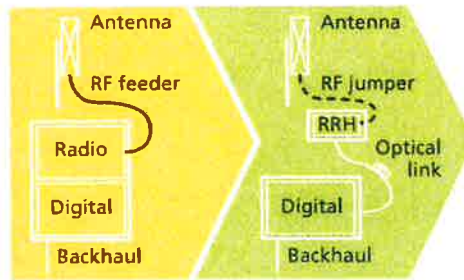 Antenna
RF feeder
Radio
Digital
Backhaul
Antenna
RF jumper
RRH
Optical
link
Digital
Backhaul